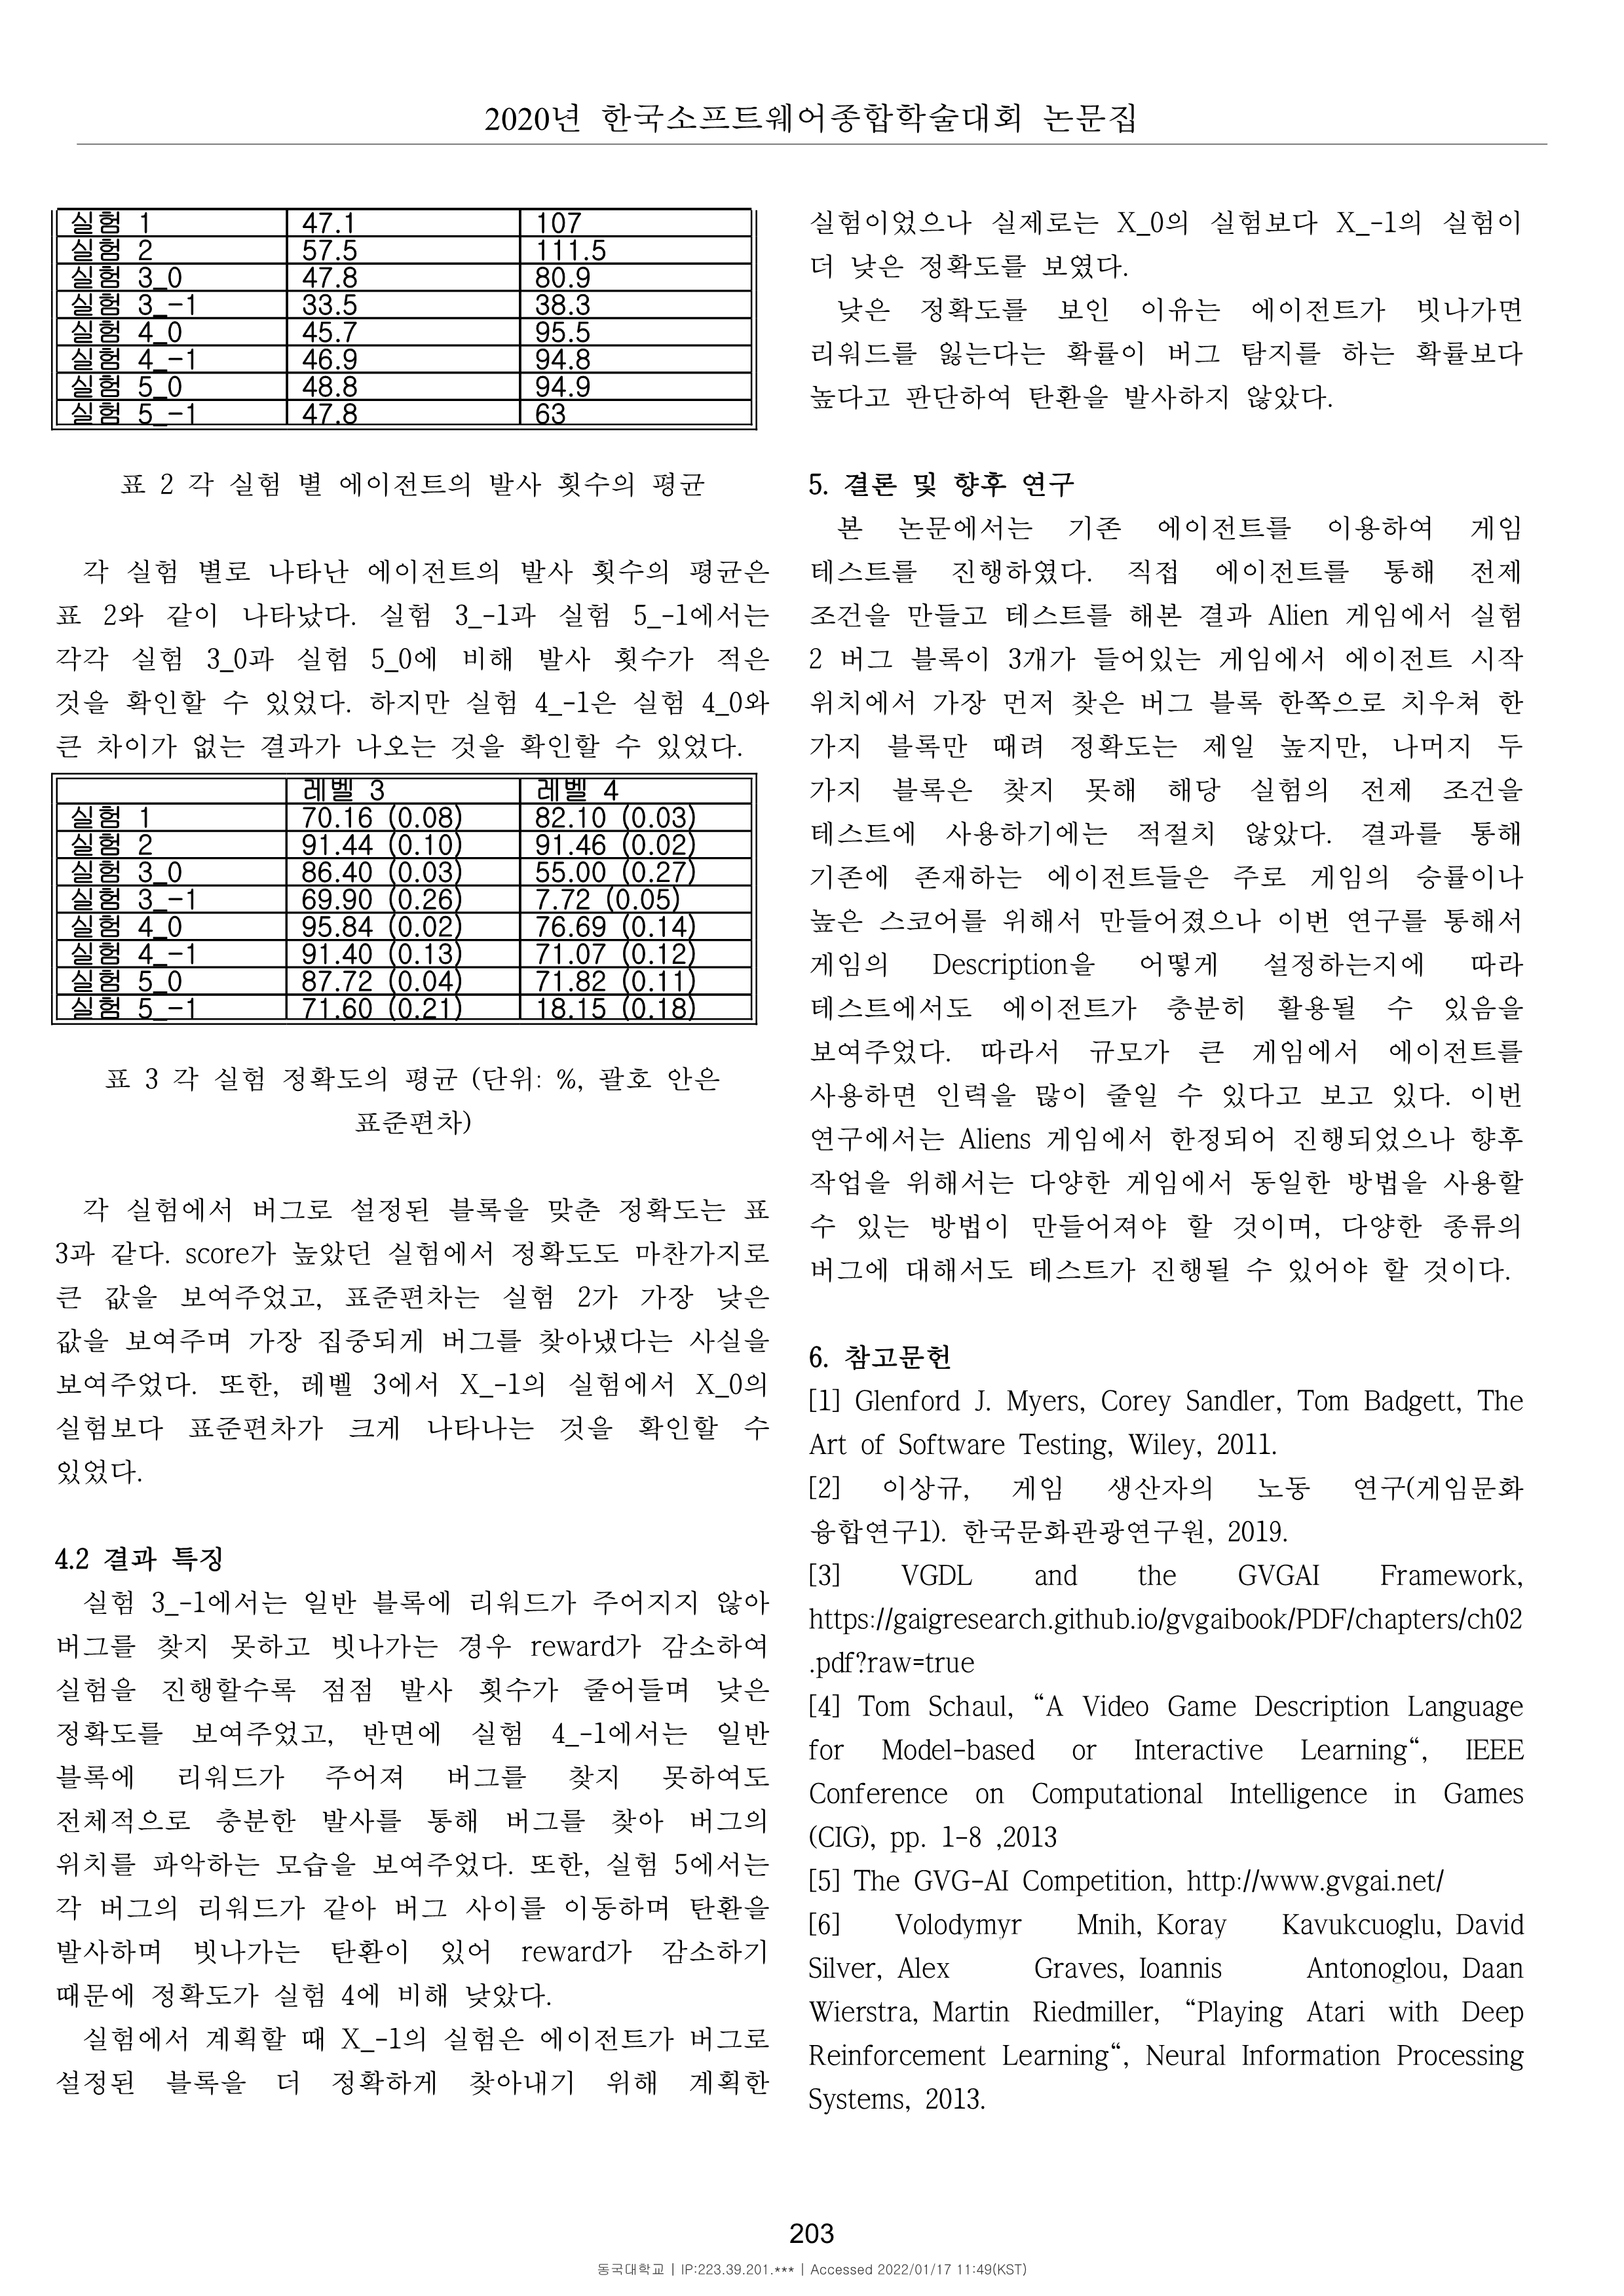 2020년 한국소프트웨어종합학술대회 논문집
실험 1 47.1 107
실험 2 57.5 111.5
실험 3_0 47.8 80.9
실험 3_-1 33.5 38.3
실험 4_0 45.7 95.5
실험 4_-1 46.9 94.8
실험 5_0 48.8 94.9
실험 5_-1 47.8 63
표 2 각 실험 별 에이전트의 발사 횟수의 평균
각 실험 별로 나타난 에이전트의 발사 횟수의 평균은
표 2와 같이 나타났다. 실험 3_-1과 실험 5_-1에서는
각각 실험 3_0과 실험 5_0에 비해 발사 횟수가 적은
것을 확인할 수 있었다. 하지만 실험 4_-1은 실험 4_0와
큰 차이가 없는 결과가 나오는 것을 확인할 수 있었다.
레벨 3 레벨 4
실험 1 70.16 (0.08) 82.10 (0.03)
실험 2 91.44 (0.10) 91.46 (0.02)
실험 3_0 86.40 (0.03) 55.00 (0.27)
실험 3_-1 69.90 (0.26) 7.72 (0.05)
실험 4_0 95.84 (0.02) 76.69 (0.14)
실험 4_-1 91.40 (0.13) 71.07 (0.12)
실험 5_0 87.72 (0.04) 71.82 (0.11)
실험 5_-1 71.60 (0.21) 18.15 (0.18)
표 3 각 실험 정확도의 평균 (단위: %, 괄호 안은
표준편차)
각 실험에서 버그로 설정된 블록을 맞춘 정확도는 표
3과 같다. score가 높았던 실험에서 정확도도 마찬가지로
큰 값을 보여주었고, 표준편차는 실험 2가 가장 낮은
값을 보여주며 가장 집중되게 버그를 찾아냈다는 사실을
보여주었다. 또한, 레벨 3에서 X_-1의 실험에서 X_0의
실험보다 표준편차가 크게 나타나는 것을 확인할 수
있었다.
4.2 결과 특징
실험 3_-1에서는 일반 블록에 리워드가 주어지지 않아
버그를 찾지 못하고 빗나가는 경우 reward가 감소하여
실험을 진행할수록 점점 발사 횟수가 줄어들며 낮은
정확도를 보여주었고, 반면에 실험 4_-1에서는 일반
블록에 리워드가 주어져 버그를 찾지 못하여도
전체적으로 충분한 발사를 통해 버그를 찾아 버그의
위치를 파악하는 모습을 보여주었다. 또한, 실험 5에서는
각 버그의 리워드가 같아 버그 사이를 이동하며 탄환을
발사하며 빗나가는 탄환이 있어 reward가 감소하기
때문에 정확도가 실험 4에 비해 낮았다.
실험에서 계획할 때 X_-1의 실험은 에이전트가 버그로
설정된 블록을 더 정확하게 찾아내기 위해 계획한
실험이었으나 실제로는 X_0의 실험보다 X_-1의 실험이
더 낮은 정확도를 보였다.
낮은 정확도를 보인 이유는 에이전트가 빗나가면
리워드를 잃는다는 확률이 버그 탐지를 하는 확률보다
높다고 판단하여 탄환을 발사하지 않았다.
5. 결론 및 향후 연구
본 논문에서는 기존 에이전트를 이용하여 게임
테스트를 진행하였다. 직접 에이전트를 통해 전제
조건을 만들고 테스트를 해본 결과 Alien 게임에서 실험
2 버그 블록이 3개가 들어있는 게임에서 에이전트 시작
위치에서 가장 먼저 찾은 버그 블록 한쪽으로 치우쳐 한
가지 블록만 때려 정확도는 제일 높지만, 나머지 두
가지 블록은 찾지 못해 해당 실험의 전제 조건을
테스트에 사용하기에는 적절치 않았다. 결과를 통해
기존에 존재하는 에이전트들은 주로 게임의 승률이나
높은 스코어를 위해서 만들어졌으나 이번 연구를 통해서
게임의 Description을 어떻게 설정하는지에 따라
테스트에서도 에이전트가 충분히 활용될 수 있음을
보여주었다. 따라서 규모가 큰 게임에서 에이전트를
사용하면 인력을 많이 줄일 수 있다고 보고 있다. 이번
연구에서는 Aliens 게임에서 한정되어 진행되었으나 향후
작업을 위해서는 다양한 게임에서 동일한 방법을 사용할
수 있는 방법이 만들어져야 할 것이며, 다양한 종류의
버그에 대해서도 테스트가 진행될 수 있어야 할 것이다.
6. 참고문헌
[1] Glenford J. Myers, Corey Sandler, Tom Badgett, The
Art of Software Testing, Wiley, 2011.
[2] 이상규, 게임 생산자의 노동 연구(게임문화
융합연구1). 한국문화관광연구원, 2019.
[3] VGDL and the GVGAI Framework,
https://gaigresearch.github.io/gvgaibook/PDF/chapters/ch02
.pdf?raw=true
[4] Tom Schaul, “A Video Game Description Language
for Model-based or Interactive Learning“, IEEE
Conference on Computational Intelligence in Games
(CIG), pp. 1-8 ,2013
[5] The GVG-AI Competition, http://www.gvgai.net/
[6] Volodymyr Mnih, Koray Kavukcuoglu, David
Silver, Alex Graves, Ioannis Antonoglou, Daan
Wierstra, Martin Riedmiller, “Playing Atari with Deep
Reinforcement Learning“, Neural Information Processing
Systems, 2013.
203
동국대학교 | IP:223.39.201.*** | Accessed 2022/01/17 11:49(KST)